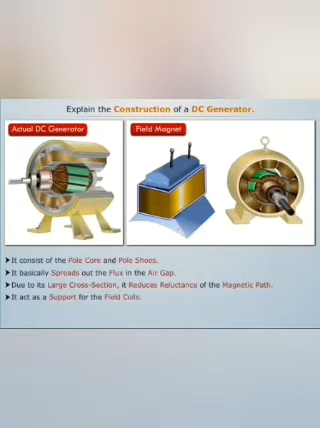 Explain the Construction of a DC Generator.
Actual DC Generator
Field Magnet
It consist of the Pole Core and Pole Shoes.
It basically Spreads out the Flux in the Air Gap.
Due to its Large Cross-Section, it Reduces Reluctance of the Magnetic Path.
It act as a Support for the Field Coils.